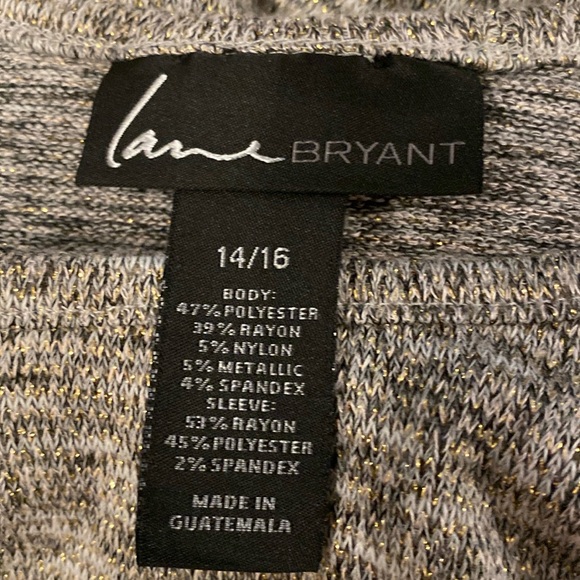 lane BRYANT
14/16
BODY:
47% POLYESTER
39% RAYON
5% NYLON
5% METALLIC
4% SPANDEX
SLEEVE:
53% RAYON
45% POLYESTER
2% SPANDEX
MADE IN
GUATEMALA